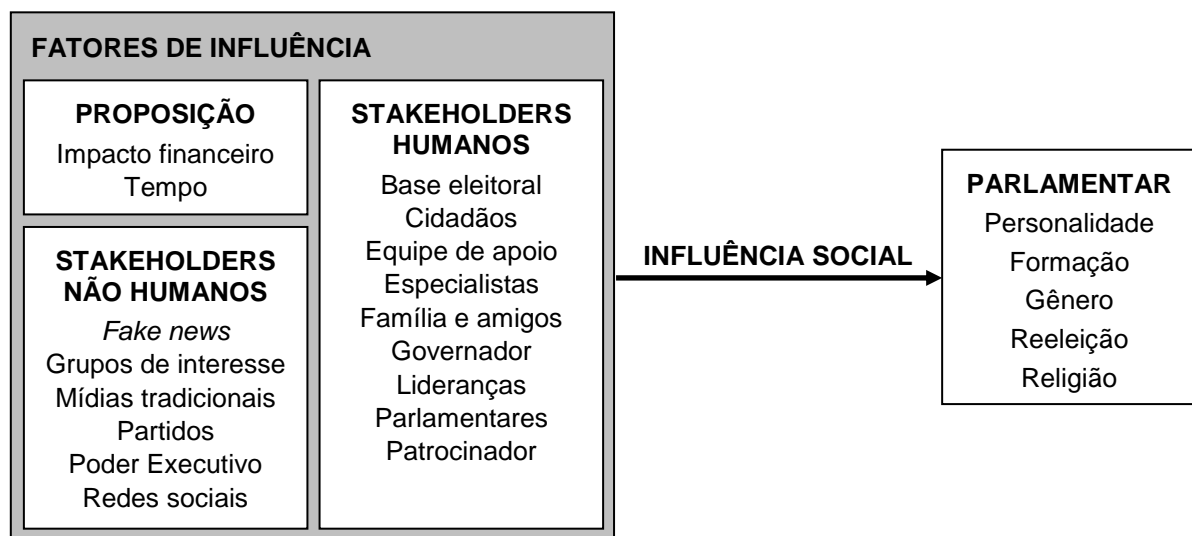 FATORES DE INFLUÊNCIA
PROPOSIÇÃO
Impacto financeiro
Tempo
STAKEHOLDERS
NÃO HUMANOS
Fake news
Grupos de interesse
Mídias tradicionais
Partidos
Poder Executivo
Redes sociais
STAKEHOLDERS
HUMANOS
Base eleitoral
Cidadãos
Equipe de apoio
Especialistas
Família e amigos
Governador
Lideranças
Parlamentares
Patrocinador
INFLUÊNCIA SOCIAL
PARLAMENTAR
Personalidade
Formação
Gênero
Reeleição
Religião